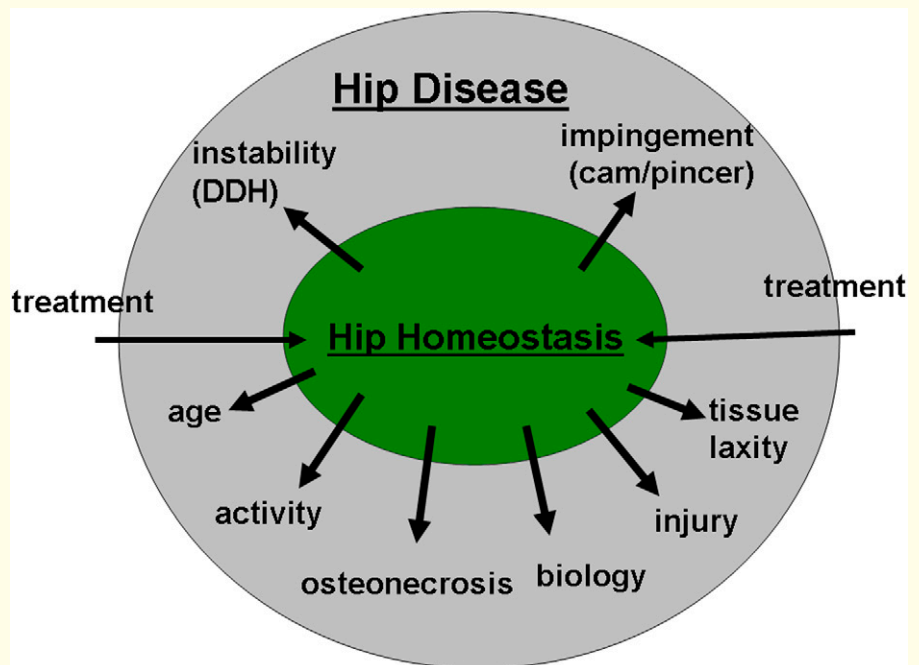 Hip Disease
instability
(DDH)
impingement
(cam/pincer)
treatment
treatment
Hip Homeostasis
age
tissue
laxity
activity
injury
osteonecrosis
biology